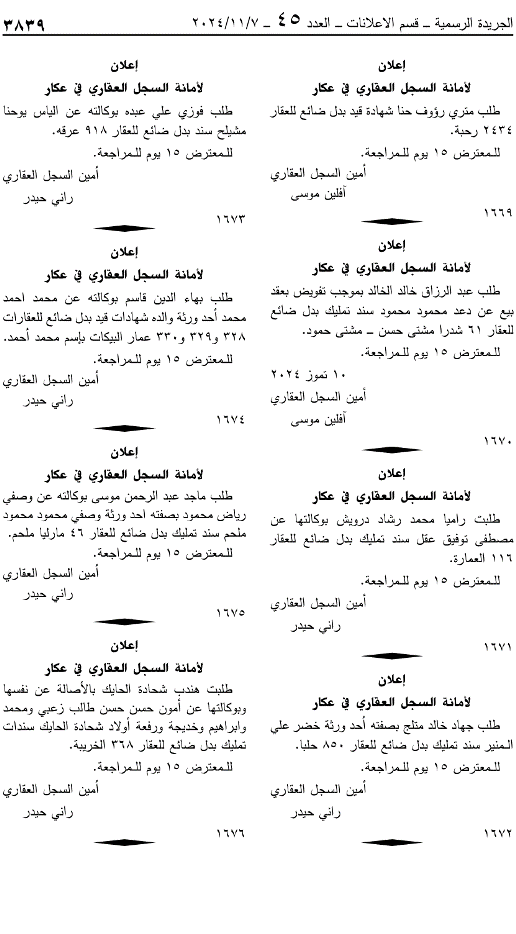 الجريدة الرسمية ــ قسم الاعلانات ــ العدد ٤٥ ــ ٢٠٢٤/١١/٧
٣٨٣٩
إعلان
لأمانة السجل العقاري في عكار
طلب متري رؤوف حنا شهادة قيد بدل ضائع للعقار
٢٤٣٤ رحبة.
للمعترض ١٥ يوم للمراجعة.
أمين السجل العقاري
آفلين موسى
١٦٦٩
إعلان
لأمانة السجل العقاري في عكار
طلب عبد الرزاق خالد الخالد بموجب تفويض بعقد
بيع عن دعد محمود محمود سند تمليك بدل ضائع
للعقار ٦١ شدرا مشتى حسن ــ مشتى حمود.
للمعترض ١٥ يوم للمراجعة.
١٠ تموز ٢٠٢٤
أمين السجل العقاري
آفلين موسى
١٦٧٠
إعلان
لأمانة السجل العقاري في عكار
طلبت راميا محمد رشاد درويش بوكالتها عن
مصطفى توفيق عقل سند تمليك بدل ضائع للعقار
١١٦ العمارة.
للمعترض ١٥ يوم للمراجعة.
أمين السجل العقاري
راني حيدر
١٦٧١
إعلان
لأمانة السجل العقاري في عكار
طلب جهاد خالد متلج بصفته أحد ورثة خضر علي
المنير سند تمليك بدل ضائع للعقار ٨٥٠ حلبا.
للمعترض ١٥ يوم للمراجعة.
أمين السجل العقاري
راني حيدر
١٦٧٢
إعلان
لأمانة السجل العقاري في عكار
طلب فوزي علي عبده بوكالته عن الياس يوحنا
مشيلح سند بدل ضائع للعقار ٩١٨ عرقه.
للمعترض ١٥ يوم للمراجعة.
أمين السجل العقاري
راني حيدر
١٦٧٣
إعلان
لأمانة السجل العقاري في عكار
طلب بهاء الدين قاسم بوكالته عن محمد احمد
محمد أحد ورثة والده شهادات قيد بدل ضائع للعقارات
٣٢٨ و٣٢٩ و٣٣٠ عمار البيكات بإسم محمد أحمد.
للمعترض ١٥ يوم للمراجعة.
أمين السجل العقاري
راني حيدر
١٦٧٤
إعلان
لأمانة السجل العقاري في عكار
طلب ماجد عبد الرحمن موسى بوكالته عن وصفي
رياض محمود بصفته احد ورثة وصفي محمود محمود
ملحم سند تمليك بدل ضائع للعقار ٤٦ مارليا ملحم.
للمعترض ١٥ يوم للمراجعة.
أمين السجل العقاري
راني حيدر
١٦٧٥
إعلان
لأمانة السجل العقاري في عكار
طلبت هندب شحادة الحايك بالأصالة عن نفسها
وبوكالتها عن أمون حسن حسن طالب زعبي ومحمد
وابراهيم وخديجة ورفعة أولاد شحادة الحايك سندات
تمليك بدل ضائع للعقار ٣٦٨ الخريبة.
للمعترض ١٥ يوم للمراجعة.
أمين السجل العقاري
راني حيدر
١٦٧٦